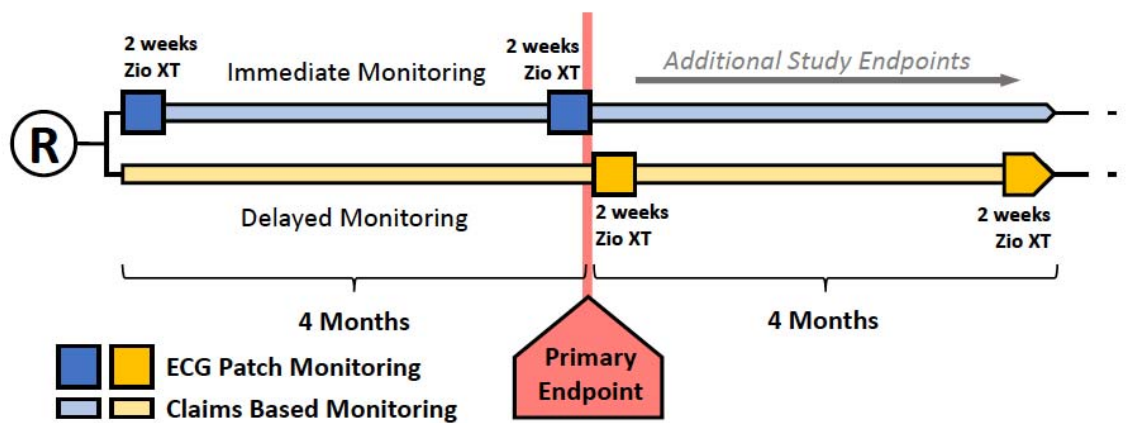 2 weeks
Zio XT
Immediate Monitoring
2 weeks
Zio XT
Additional Study Endpoints
R
Delayed Monitoring
2 weeks
Zio XT
2 weeks
Zio XT
4 Months
4 Months
Primary
Endpoint
ECG Patch Monitoring
Claims Based Monitoring